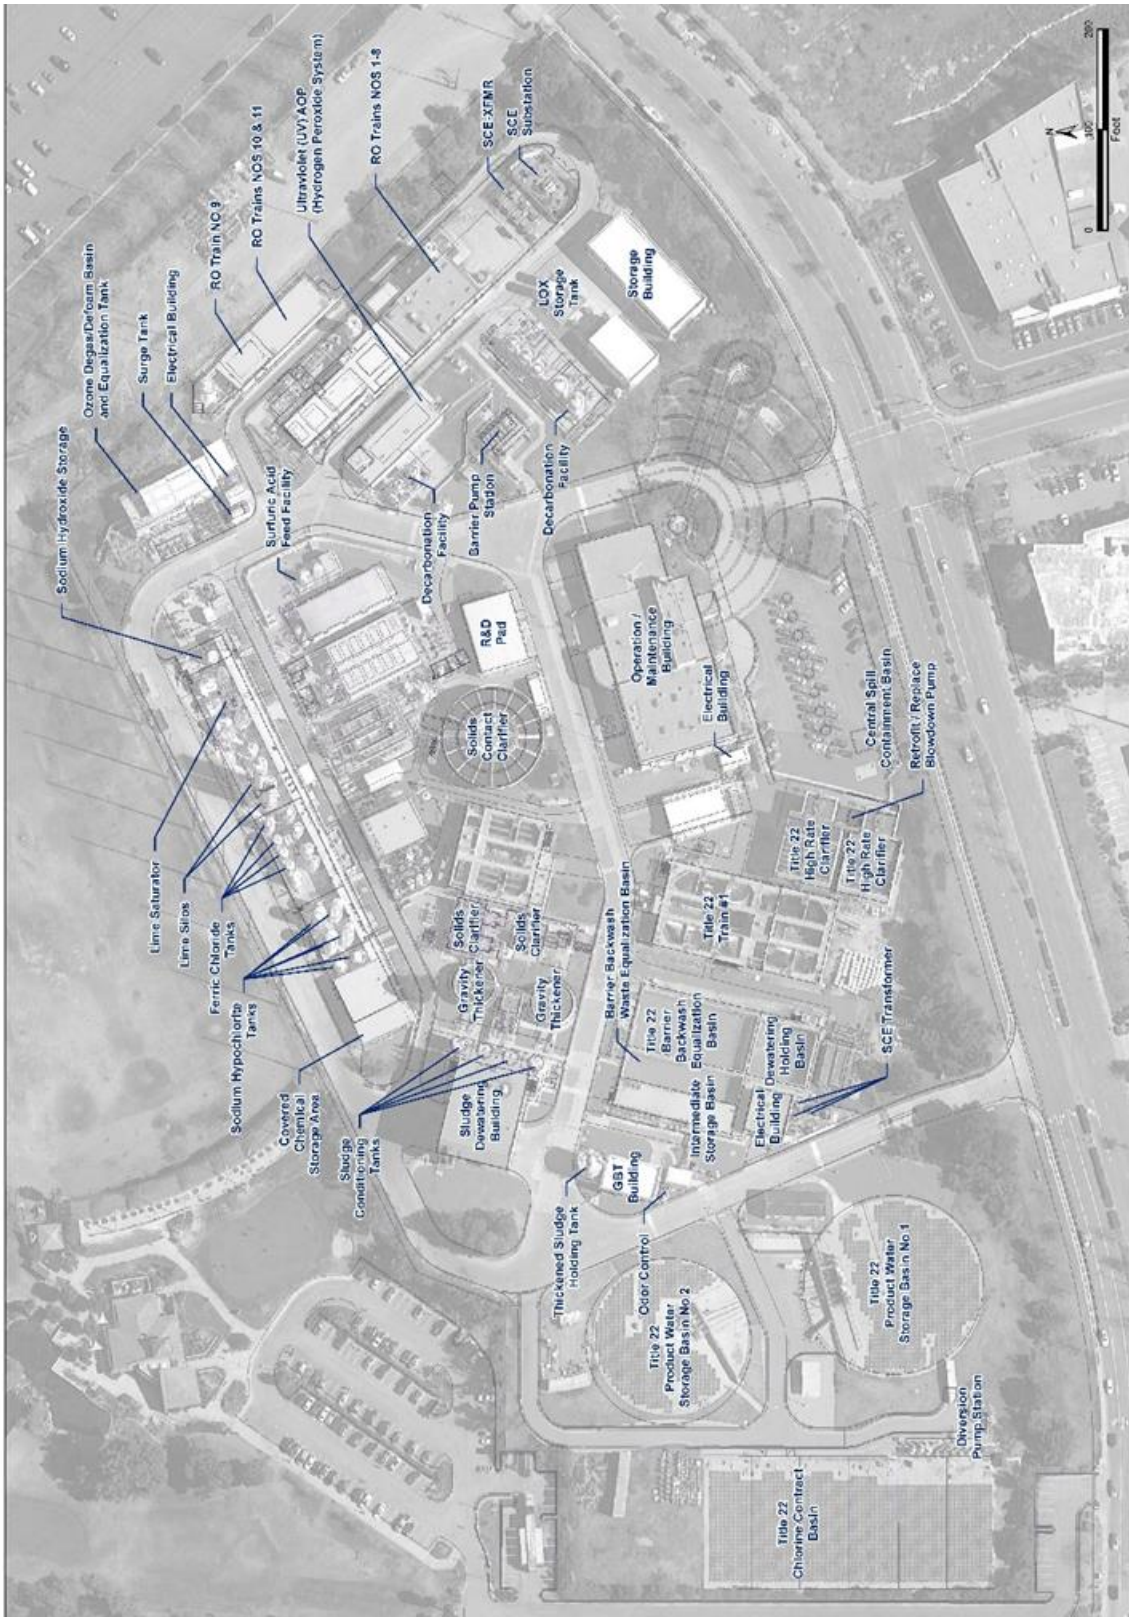 Sodium Hydroxide Storage
Ozone Degas/Defoam Basin
and Equalization Tank
Surge Tank
Electrical Building
RO Train NO 9
RO Trains NOS 10 & 11
Ultraviolet (UV) AOP
(Hydrogen Peroxide System)
RO Trains NOS 1-8
SCE-XFMR
SCE
Substation
Lime Saturator
Lime Silos
Ferric Chloride
Tanks
Sodium Hypochlorite
Tanks
Covered
Chemical
Storage Area
Sludge
Conditioning
Tanks
Surfuric Acid
Feed Facility
Decarbonation
Facility
Barrier Pump
Station
Decarbonation
Facility
LOX
Storage
Tank
Storage
Building
R&D
Pad
Solids
Contact
Clarifier
Solids
Clarifier
Solids
Clarifier
Gravity
Thickener
Gravity
Thickener
Sludge
Dewatering
Building
Operation /
Maintenance
Building
Electrical
Building
Central Spill
Containment Basin
Retrofit / Replace
Blowdown Pump
Title 22
High Rate
Clarifier
Title 22
High Rate
Clarifier
Title 22
Train #1
Barrier Backwash
Waste Equalization Basin
Title 22
Barrier
Backwash
Equalization
Basin
Intermediate
Storage Basin
Dewatering
Holding
Basin
Electrical
Building
SCE Transformer
Thickened Sludge
Holding Tank
GBT
Building
Odor Control
Title 22
Product Water
Storage Basin No 2
Title 22
Product Water
Storage Basin No 1
Diversion
Pump Station
Title 22
Chlorine Contract
Basin
N
0 100 200
Feet